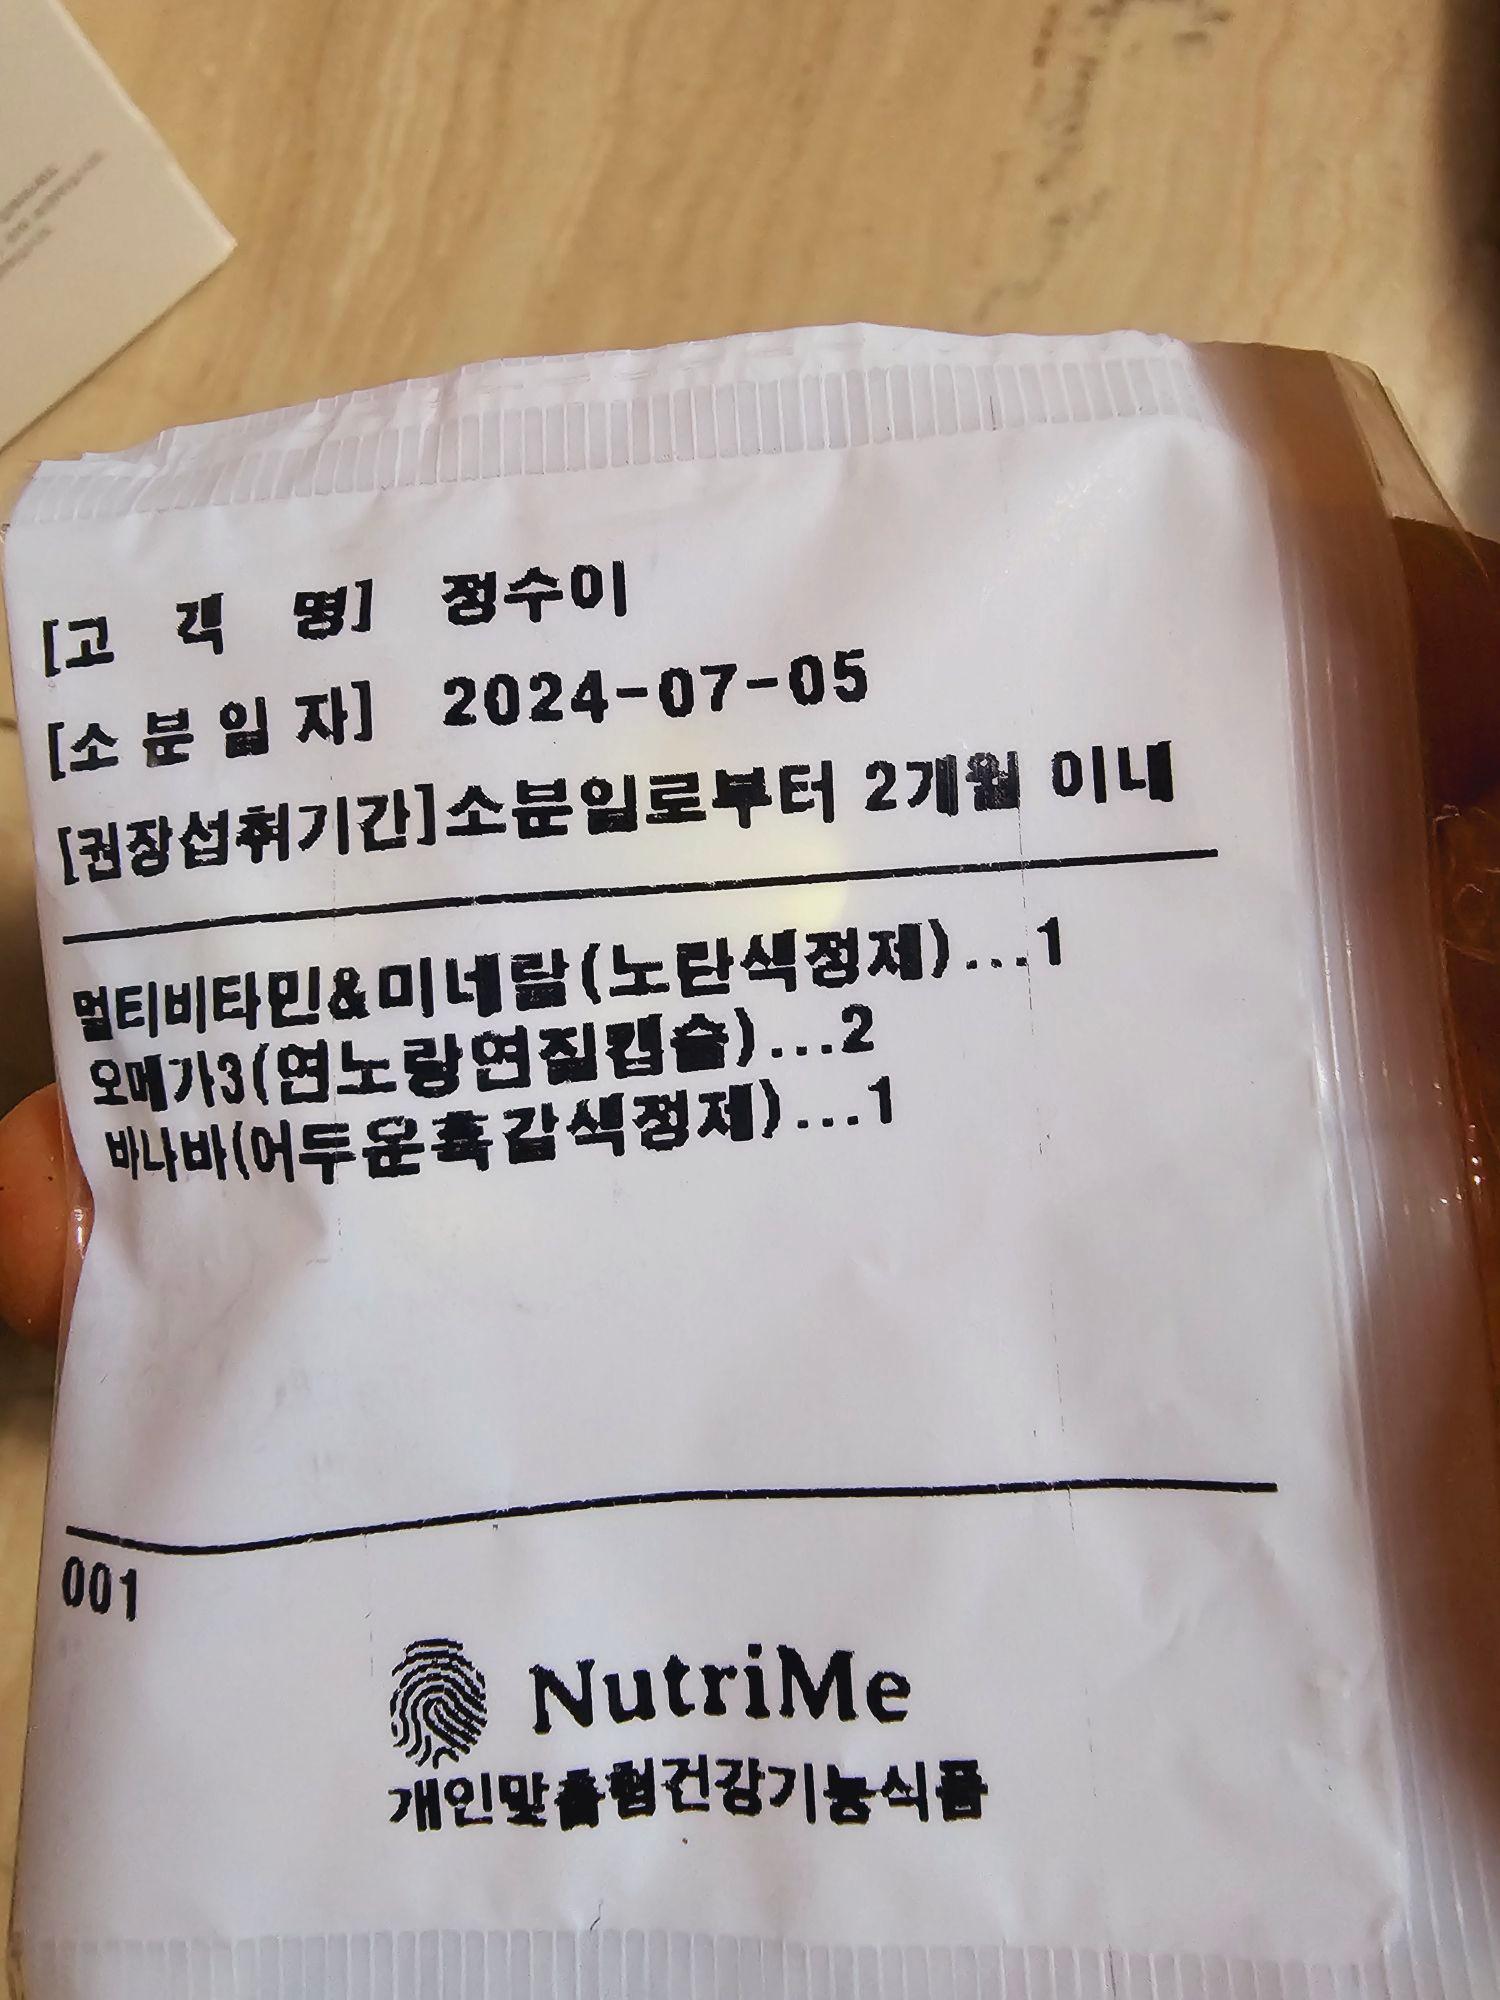 [고 객 명] 정수이
[소 분 일 자] 2024-07-05
[권장섭취기간]소분일로부터 2개월 이내
멀티비타민&미네랄(노란색정제)...1
오메가3(연노랑연질캡슐)...2
바나바(어두운흑갈색정제)...1
001
NutriMe
개인맞춤형건강기능식품